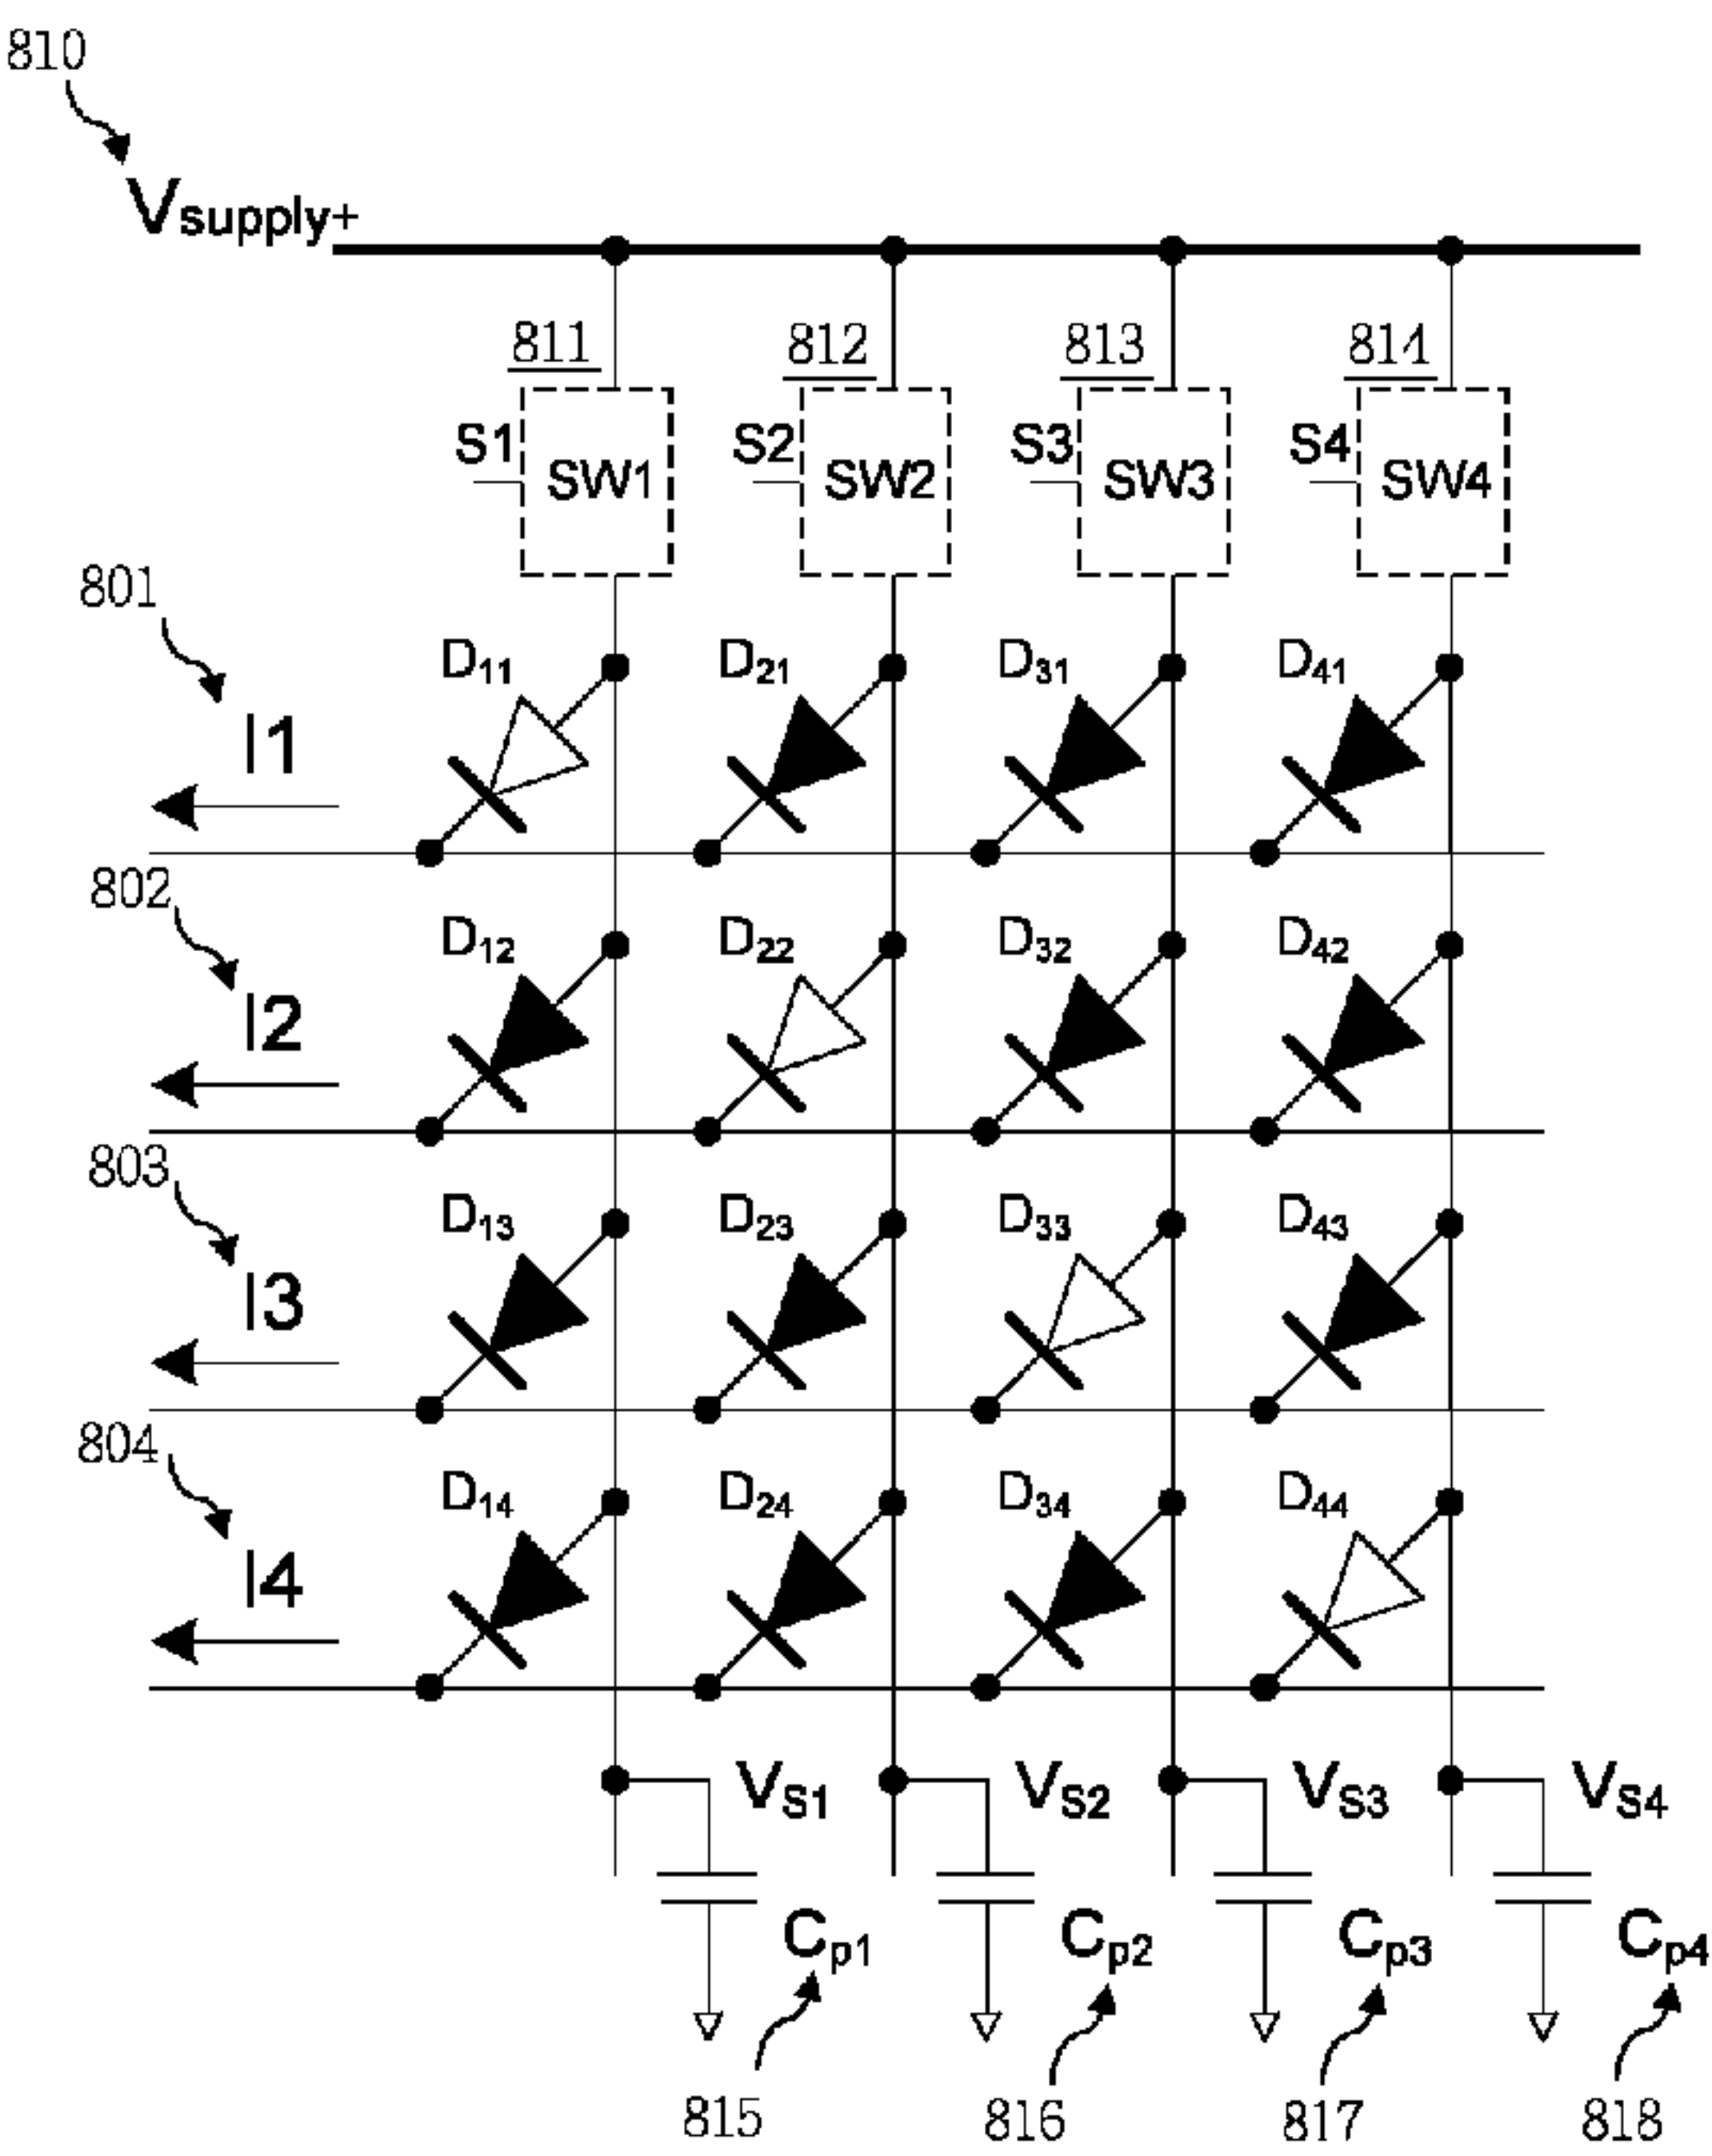 810
Vsupply+
811 812 813 814
S1 SW1 S2 SW2 S3 SW3 S4 SW4
801
D11 D21 D31 D41
I1
802
D12 D22 D32 D42
I2
803
D13 D23 D33 D43
I3
804
D14 D24 D34 D44
I4
VS1 VS2 VS3 VS4
Cp1 Cp2 Cp3 Cp4
815 816 817 818